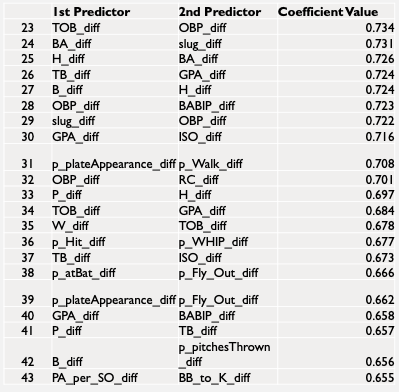 1st Predictor 2nd Predictor Coefficient Value
23 TOB_diff OBP_diff 0.734
24 BA_diff slug_diff 0.731
25 H_diff BA_diff 0.726
26 TB_diff GPA_diff 0.724
27 B_diff H_diff 0.724
28 OBP_diff BABIP_diff 0.723
29 slug_diff OBP_diff 0.722
30 GPA_diff ISO_diff 0.716
31 p_plateAppearance_diff p_Walk_diff 0.708
32 OBP_diff RC_diff 0.701
33 P_diff H_diff 0.697
34 TOB_diff GPA_diff 0.684
35 W_diff TOB_diff 0.678
36 p_Hit_diff p_WHIP_diff 0.677
37 TB_diff ISO_diff 0.673
38 p_atBat_diff p_Fly_Out_diff 0.666
39 p_plateAppearance_diff p_Fly_Out_diff 0.662
40 GPA_diff BABIP_diff 0.658
41 P_diff TB_diff 0.657
p_pitchesThrown
42 B_diff _diff 0.656
43 PA_per_SO_diff BB_to_K_diff 0.655